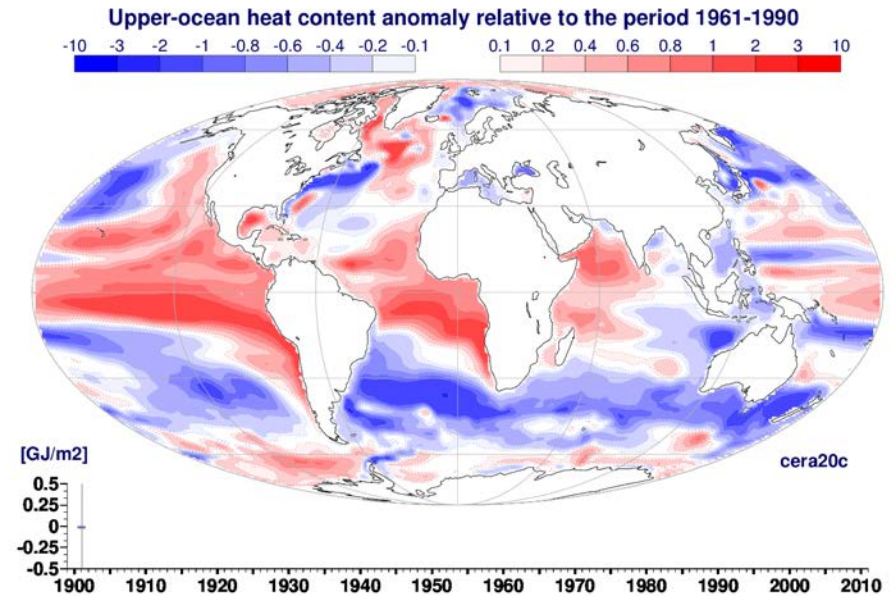 Upper-ocean heat content anomaly relative to the period 1961-1990
-10 -3 -2 -1 -0.8 -0.6 -0.4 -0.2 -0.1 0.1 0.2 0.4 0.6 0.8 1 2 3 10
[GJ/m2]
cera20c
0.5
0.25
0
-0.25
-0.5
1900 1910 1920 1930 1940 1950 1960 1970 1980 1990 2000 2010